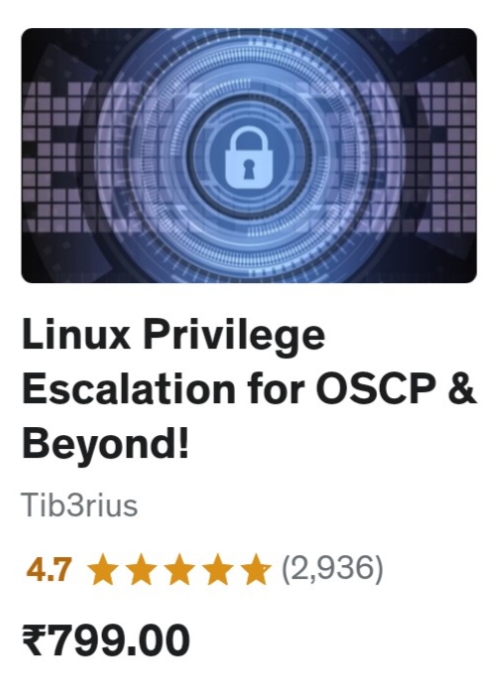 Linux Privilege
Escalation for OSCP &
Beyond!
Tib3rius
4.7 (2,936)
₹799.00